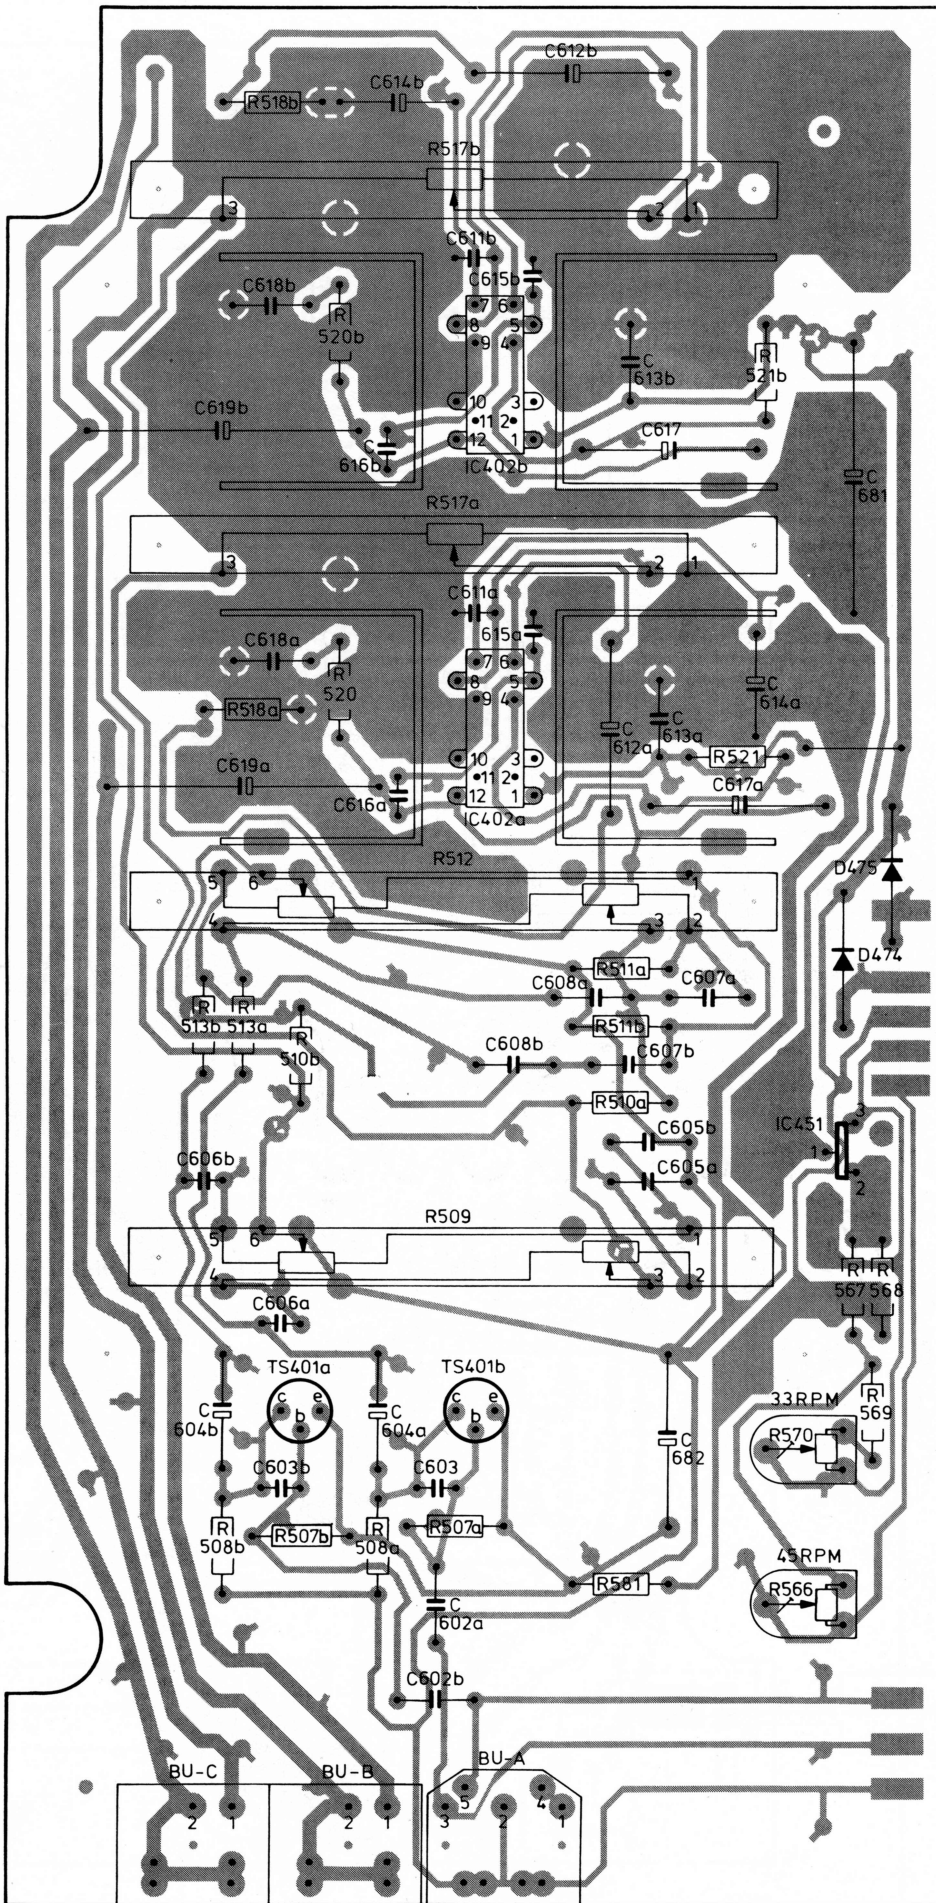 C612b
C614b
R518b
R517b
3
2
1
C611b
C615b
C618b
7 6
R
520b
8 5
9 4
C
613b
R
521b
C619b
10 3
11 2
C
616b
12 1
C617
IC402b
C
681
R517a
3
2
1
C611a
615a
C618a
7 6
R
520
8 5
C
614a
R518a
9 4
C
612a
C
613a
10 3
R521
C619a
11 2
C617a
C616a
12 1
IC402a
R512
D475
5 6
1
4
3 2
D474
R511a
C608a
C607a
R
513b
R
513a
R511b
R
510b
C608b
C607b
R510a
3
IC451
C605b
1
C606b
C605a
2
R509
5 6
1
4
3 2
R
567
R
568
C606a
TS401a
TS401b
33RPM
R
569
c e
b
c e
b
C
604b
C
604a
R570
C
682
C603b
C603
R
508b
R507b
R
508a
R507a
45RPM
R581
R566
C
602a
C602b
BU-C
BU-B
BU-A
5 4
2 1
2 1
3 2 1